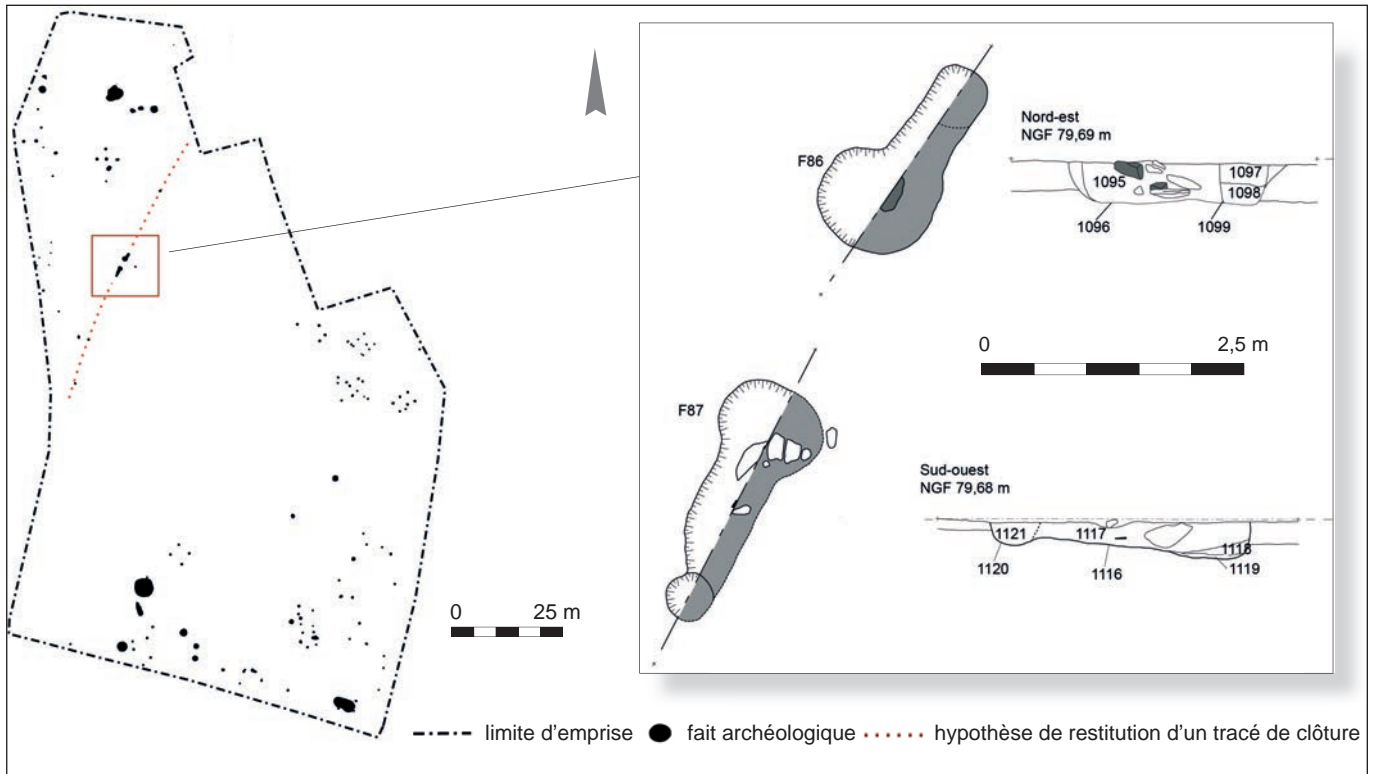 F86
Nord-est
NGF 79,69 m
1095
1097
1098
1096
1099
0 2,5 m
F87
Sud-ouest
NGF 79,68 m
1121
1117
1118
1120
1116
1119
0 25 m
limite d'emprise
fait archéologique
hypothèse de restitution d'un tracé de clôture